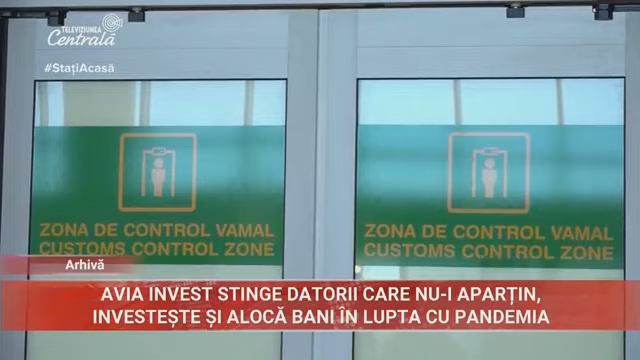 TELEVIZIUNEA
Centrală
#StațiAcasă
ZONA DE CONTROL VAMAL
CUSTOMS CONTROL ZONE
ZONA DE CONTROL VAMAL
CUSTOMS CONTROL ZONE
Arhivă
AVIA INVEST STINGE DATORII CARE NU-I APARȚIN,
INVESTEȘTE ȘI ALOCĂ BANI ÎN LUPTA CU PANDEMIA